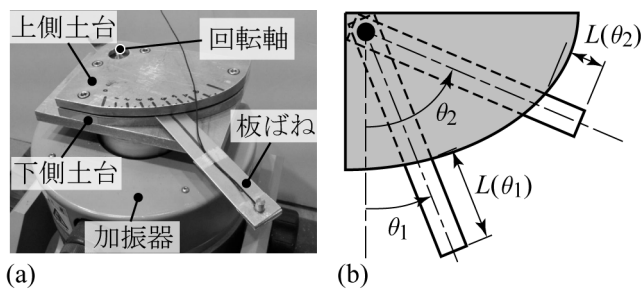 上側土台
回転軸
板ばね
下側土台
加振器
(a)
L(θ₂)
θ₂
L(θ₁)
θ₁
(b)